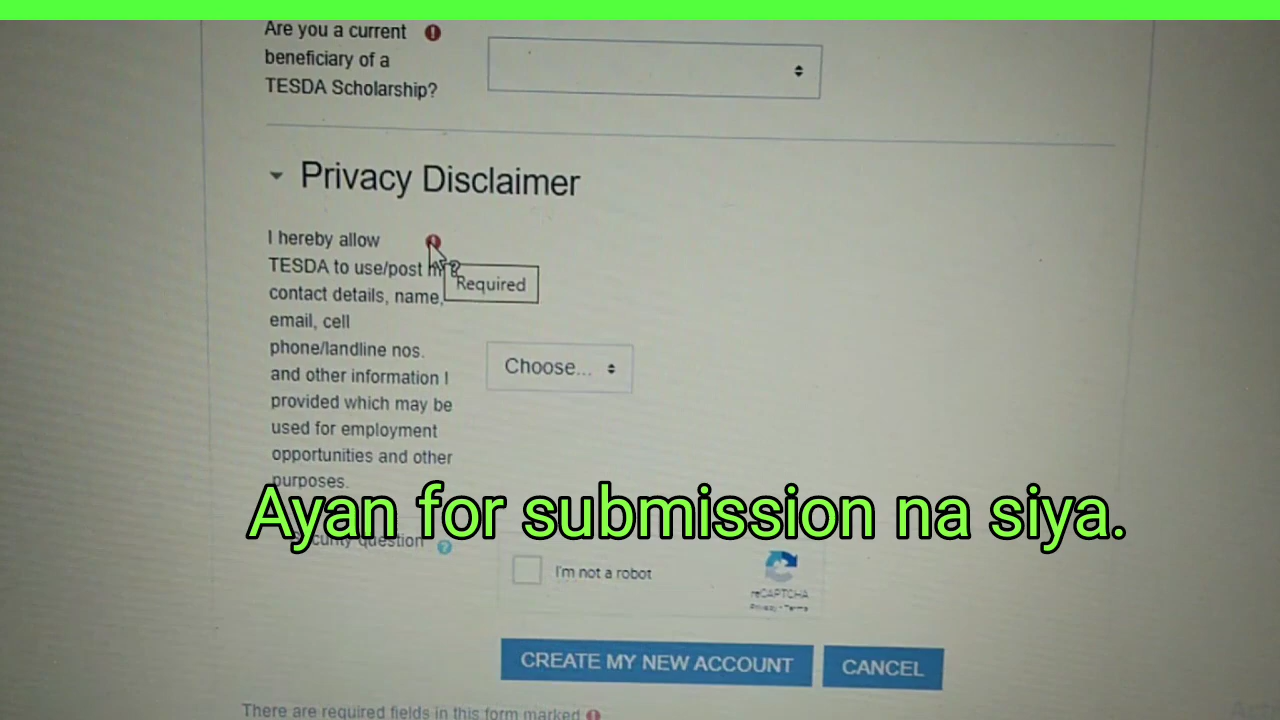 Are you a current
beneficiary of a
TESDA Scholarship?
Privacy Disclaimer
I hereby allow
TESDA to use/post
Required
contact details, name,
email, cell
phone/landline nos.
Choose...
and other information I
provided which may be
used for employment
opportunities and other
purposes.
Ayan for submission na siya.
question
I'm not a robot
reCAPTCHA
Privacy - Terms
CREATE MY NEW ACCOUNT
CANCEL
There are required fields in this form marked